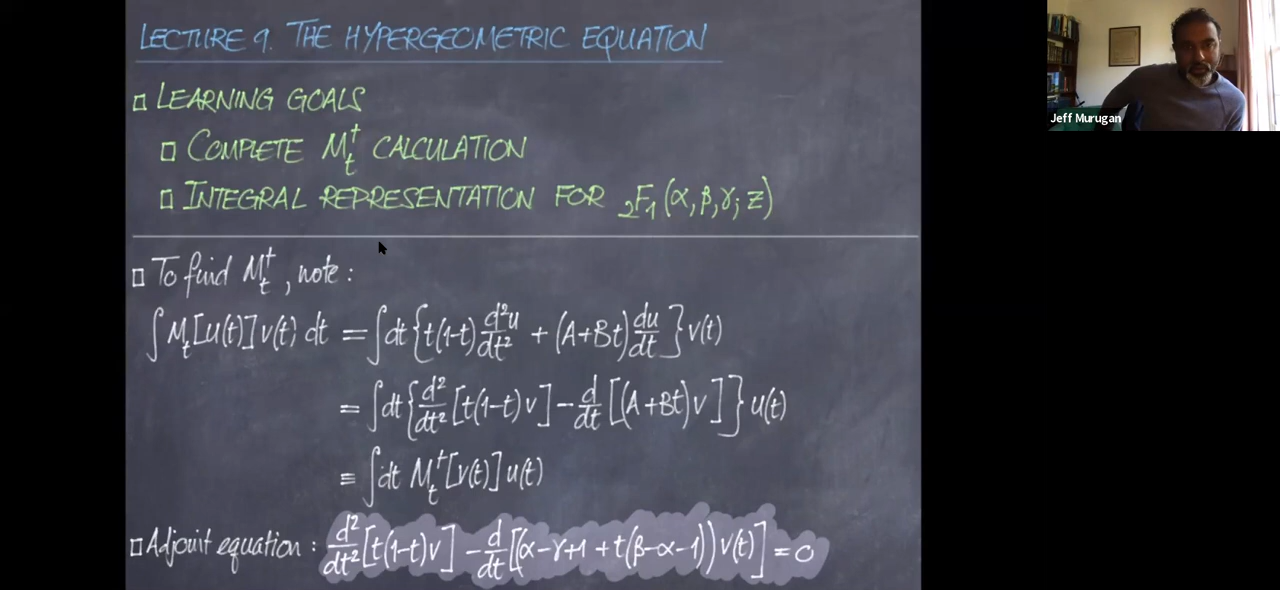 LECTURE 9. THE HYPERGEOMETRIC EQUATION
Jeff Murugan
□ LEARNING GOALS
□ COMPLETE M_t^† CALCULATION
□ INTEGRAL REPRESENTATION FOR ₂F₁(α,β,γ;z)
□ To find M_t^†, note:
∫M_t[u(t)]v(t) dt = ∫dt{t(1-t)d²u/dt² + (A+Bt)du/dt}v(t)
= ∫dt{d²/dt²[t(1-t)v] - d/dt[(A+Bt)v]}u(t)
≡ ∫dt M_t^†[v(t)]u(t)
□ Adjoint equation: d²/dt²[t(1-t)v] - d/dt[(α-γ+1+t(β-α-1))v(t)] = 0